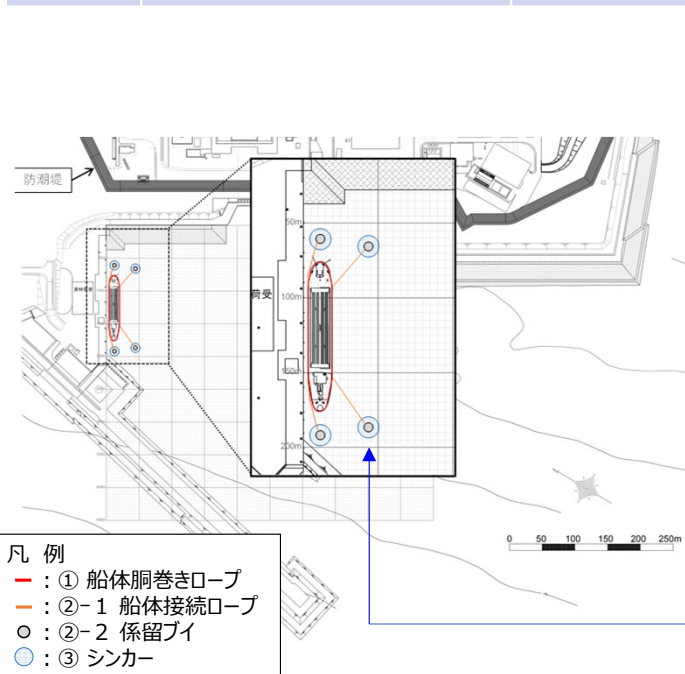 防潮堤
50m
荷受
100m
150m
200m
0 50 100 150 200 250m
凡 例
：① 船体胴巻きロープ
：②-１ 船体接続ロープ
：②-２ 係留ブイ
：③ シンカー